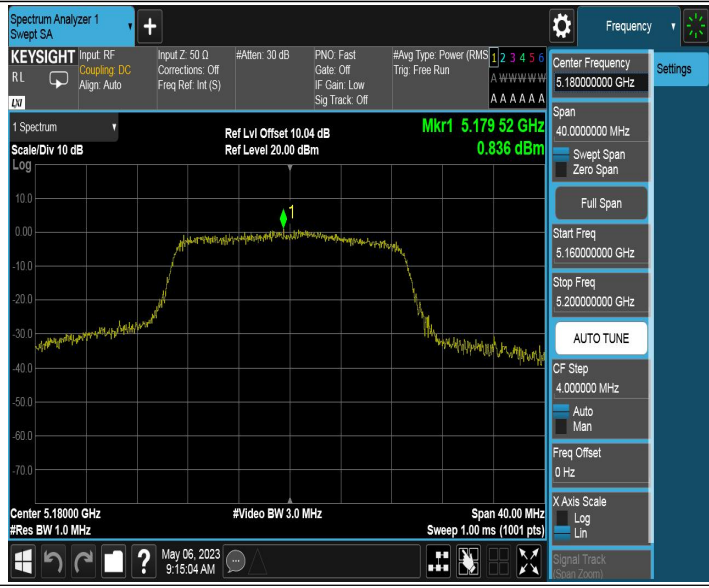 Spectrum Analyzer 1
Swept SA
Frequency
KEYSIGHT
RL
LXI
Input: RF
Coupling: DC
Align: Auto
Input Z: 50 Ω
Corrections: Off
Freq Ref: Int (S)
#Atten: 30 dB
PNO: Fast
Gate: Off
IF Gain: Low
Sig Track: Off
#Avg Type: Power (RMS
Trig: Free Run
1 2 3 4 5 6
A W W W W W
A A A A A A
1 Spectrum
Scale/Div 10 dB
Log
Ref Lvl Offset 10.04 dB
Ref Level 20.00 dBm
Mkr1 5.179 52 GHz
0.836 dBm
1
10.0
0.00
-10.0
-20.0
-30.0
-40.0
-50.0
-60.0
-70.0
Center 5.18000 GHz
#Res BW 1.0 MHz
#Video BW 3.0 MHz
Span 40.00 MHz
Sweep 1.00 ms (1001 pts)
Center Frequency
5.180000000 GHz
Span
40.0000000 MHz
Swept Span
Zero Span
Full Span
Start Freq
5.160000000 GHz
Stop Freq
5.200000000 GHz
AUTO TUNE
CF Step
4.000000 MHz
Auto
Man
Freq Offset
0 Hz
X Axis Scale
Log
Lin
Signal Track
(Span Zoom)
Settings
?
May 06, 2023
9:15:04 AM